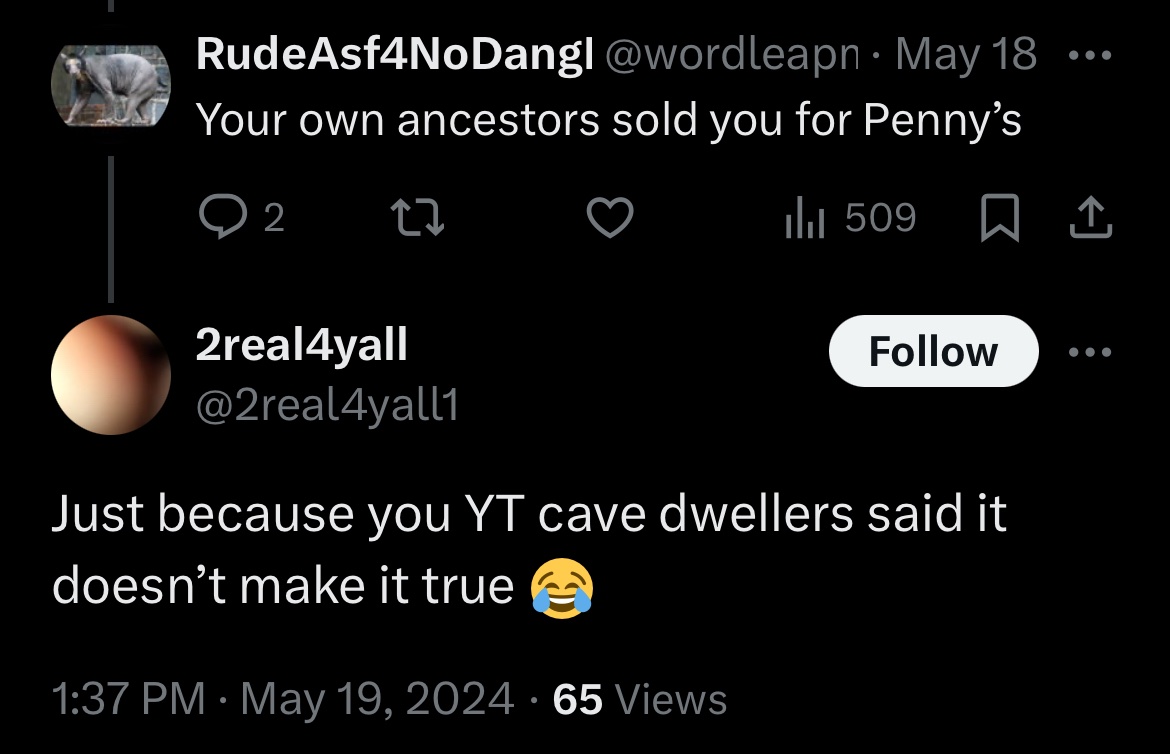 RudeAsf4NoDangl @wordleapn · May 18
Your own ancestors sold you for Penny’s
2 509
2real4yall
Follow
@2real4yall1
Just because you YT cave dwellers said it
doesn’t make it true 😂
1:37 PM · May 19, 2024 · 65 Views